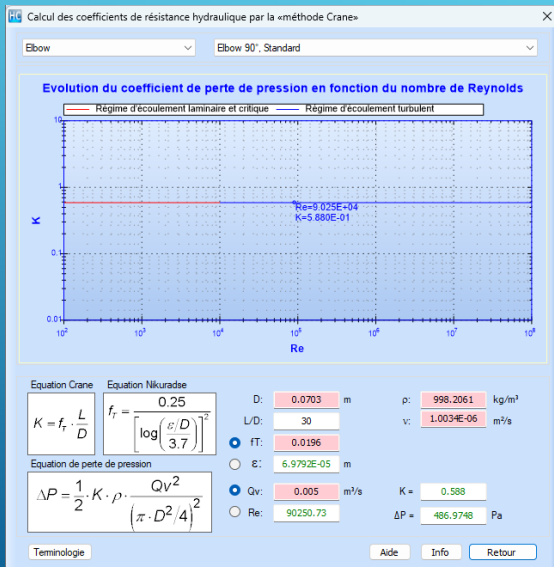 HC Calcul des coefficients de résistance hydraulique par la «méthode Crane»
Elbow
Elbow 90°, Standard
Evolution du coefficient de perte de pression en fonction du nombre de Reynolds
Régime d'écoulement laminaire et critique
Régime d'écoulement turbulent
10
1
0.1
0.01
K
Re=9.025E+04
K=5.880E-01
10² 10³ 10⁴ 10⁵ 10⁶ 10⁷ 10⁸
Re
Equation Crane
K = f_T · L/D
Equation Nikuradse
f_T = 0.25/[log((ε/D)/3.7)]²
Equation de perte de pression
ΔP = 1/2 · K · ρ · Qv²/(π · D²/4)²
D: 0.0703 m
L/D: 30
fT: 0.0196
ε: 6.9792E-05 m
Qv: 0.005 m³/s
Re: 90250.73
ρ: 998.2061 kg/m³
ν: 1.0034E-06 m²/s
K = 0.588
ΔP = 486.9748 Pa
Terminologie
Aide
Info
Retour